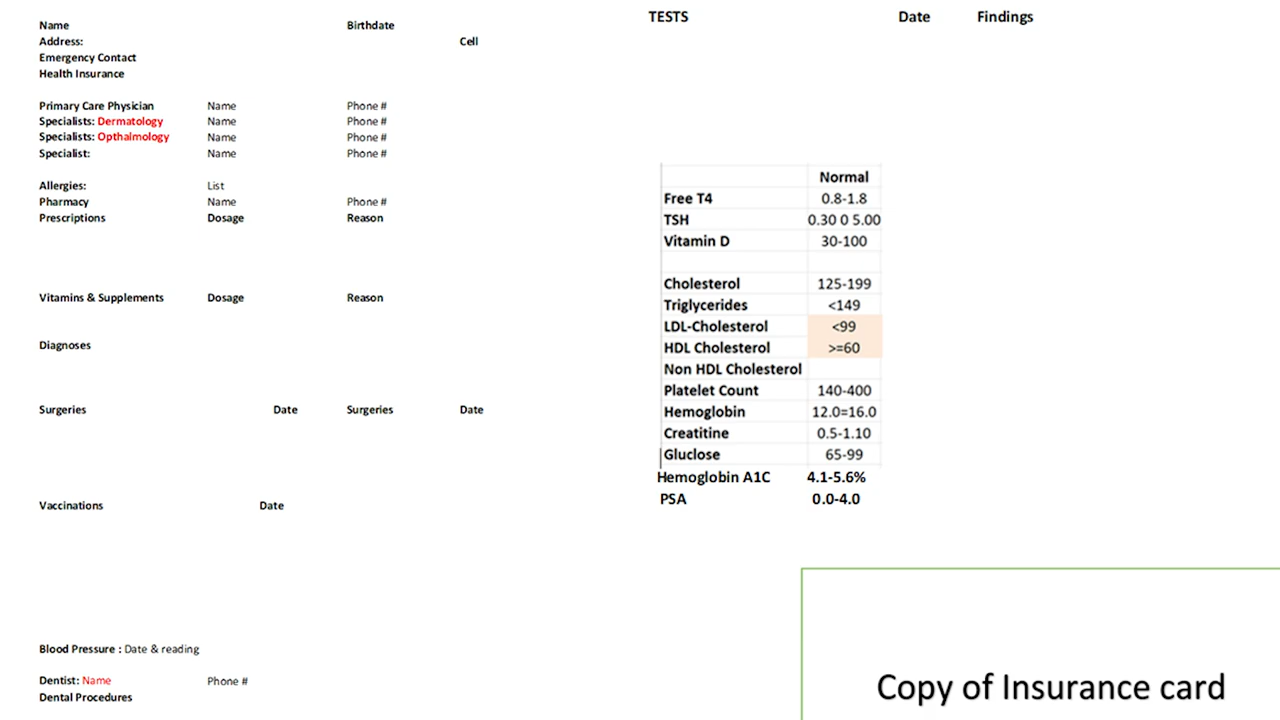 Name Birthdate
Address: Cell
Emergency Contact
Health Insurance
Primary Care Physician Name Phone #
Specialists: Dermatology Name Phone #
Specialists: Opthalmology Name Phone #
Specialist: Name Phone #
Allergies: List
Pharmacy Name Phone #
Prescriptions Dosage Reason
Vitamins & Supplements Dosage Reason
Diagnoses
Surgeries Date Surgeries Date
Vaccinations Date
Blood Pressure : Date & reading
Dentist: Name Phone #
Dental Procedures
TESTS Date Findings
Normal
Free T4 0.8-1.8
TSH 0.30 0 5.00
Vitamin D 30-100
Cholesterol 125-199
Triglycerides <149
LDL-Cholesterol <99
HDL Cholesterol >=60
Non HDL Cholesterol
Platelet Count 140-400
Hemoglobin 12.0=16.0
Creatitine 0.5-1.10
Gluclose 65-99
Hemoglobin A1C 4.1-5.6%
PSA 0.0-4.0
Copy of Insurance card